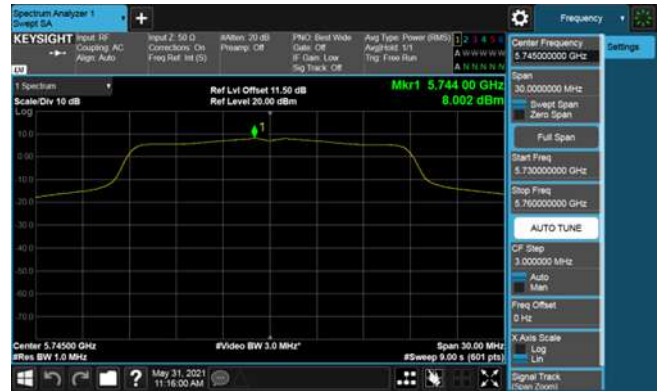 Spectrum Analyzer 1
Swept SA
+
Frequency
KEYSIGHT
Input: RF
Coupling: AC
Align: Auto
Input Z: 50 Ω
Corrections: On
Freq Ref: Int (S)
#Atten: 20 dB
Preamp: Off
PNO: Best Wide
Gate: Off
IF Gain: Low
Sig Track: Off
Avg Type: Power (RMS)
Avg|Hold: 1/1
Trig: Free Run
1 2 3 4 5 6
A W W W W W
A N N N N N
LXI
1 Spectrum
Scale/Div 10 dB
Ref Lvl Offset 11.50 dB
Ref Level 20.00 dBm
Mkr1 5.744 00 GHz
8.002 dBm
Log
10.0
0.00
-10.0
-20.0
-30.0
-40.0
-50.0
-60.0
-70.0
1
Center 5.74500 GHz
#Res BW 1.0 MHz
#Video BW 3.0 MHz*
Span 30.00 MHz
#Sweep 9.00 s (601 pts)
May 31, 2021
11:16:00 AM
Center Frequency
5.745000000 GHz
Settings
Span
30.0000000 MHz
Swept Span
Zero Span
Full Span
Start Freq
5.730000000 GHz
Stop Freq
5.760000000 GHz
AUTO TUNE
CF Step
3.000000 MHz
Auto
Man
Freq Offset
0 Hz
X Axis Scale
Log
Lin
Signal Track
(Span Zoom)